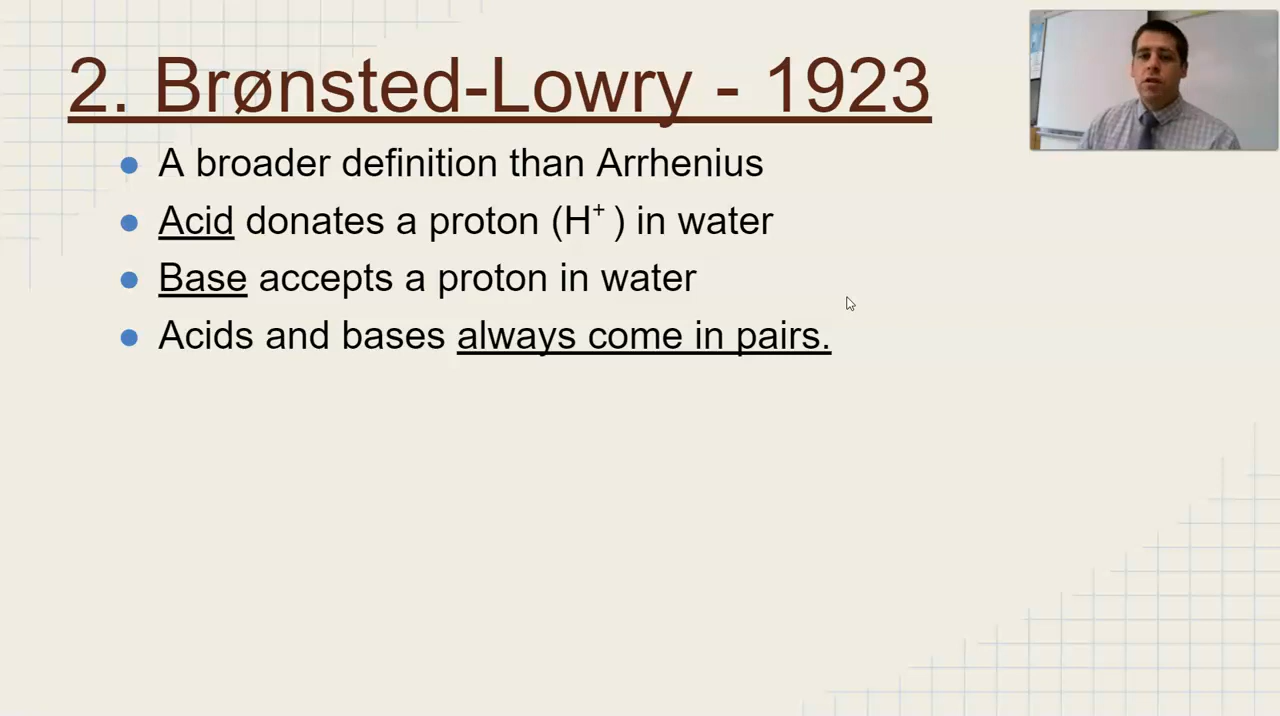 2. Brønsted-Lowry - 1923
● A broader definition than Arrhenius
● Acid donates a proton (H⁺ ) in water
● Base accepts a proton in water
● Acids and bases always come in pairs.